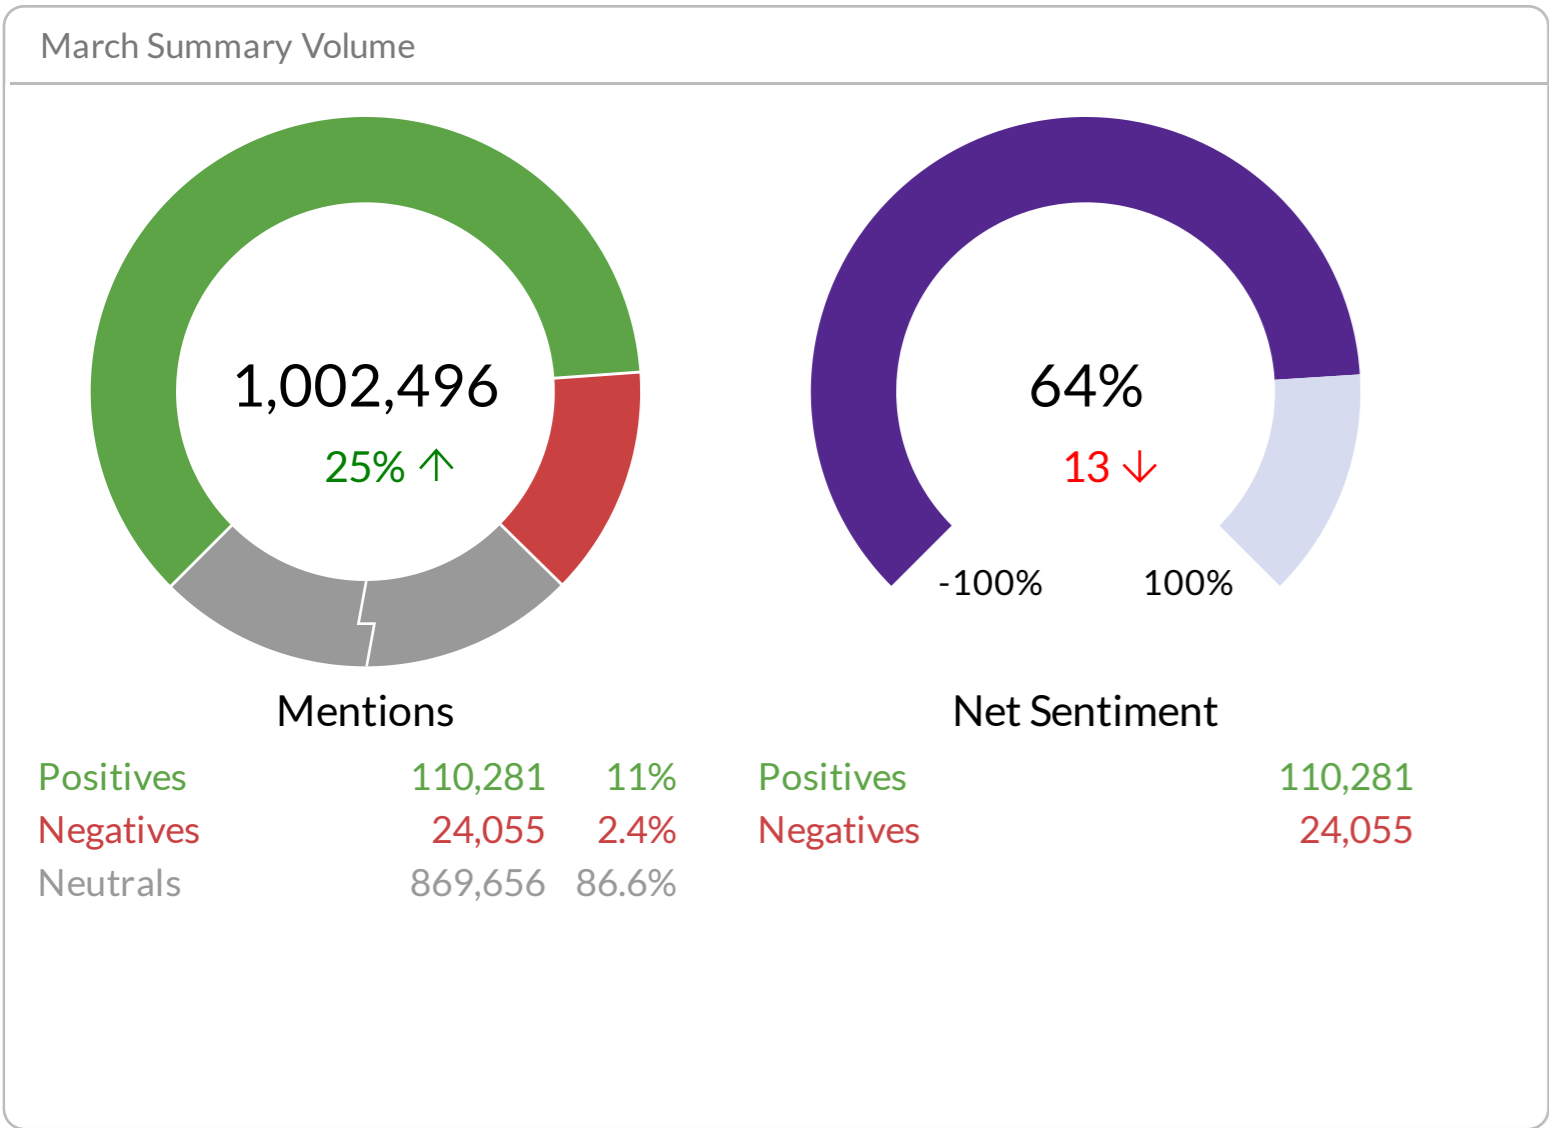 March Summary Volume
1,002,496
25% ↑
Mentions
Positives 110,281 11%
Negatives 24,055 2.4%
Neutrals 869,656 86.6%
64%
13 ↓
-100% 100%
Net Sentiment
Positives 110,281
Negatives 24,055